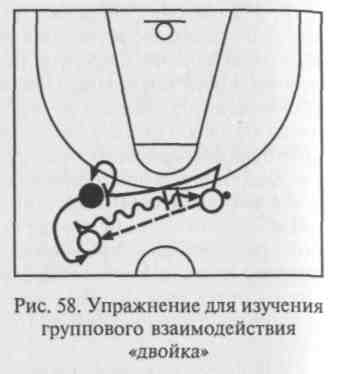 Рис. 58. Упражнение для изучения
группового взаимодействия
«двойка»